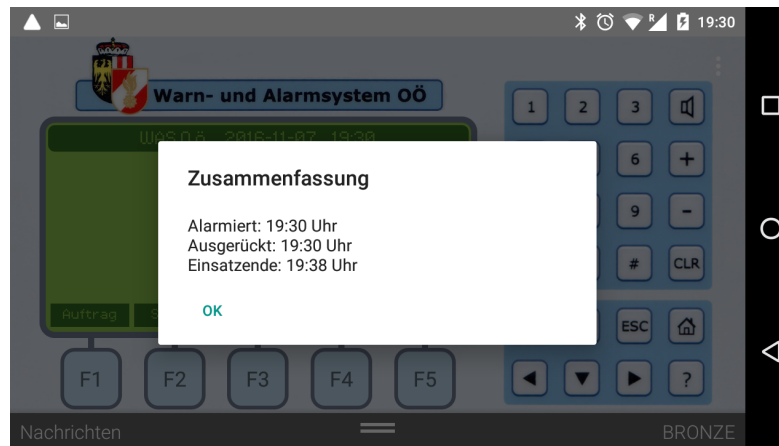 R
19:30
Warn- und Alarmsystem OÖ
WAS O.ö. 2016-11-07 19:30
1 2 3
6 +
9 -
# CLR
Zusammenfassung
Alarmiert: 19:30 Uhr
Ausgerückt: 19:30 Uhr
Einsatzende: 19:38 Uhr
OK
Auftrag S
ESC
F1 F2 F3 F4 F5
?
Nachrichten
BRONZE